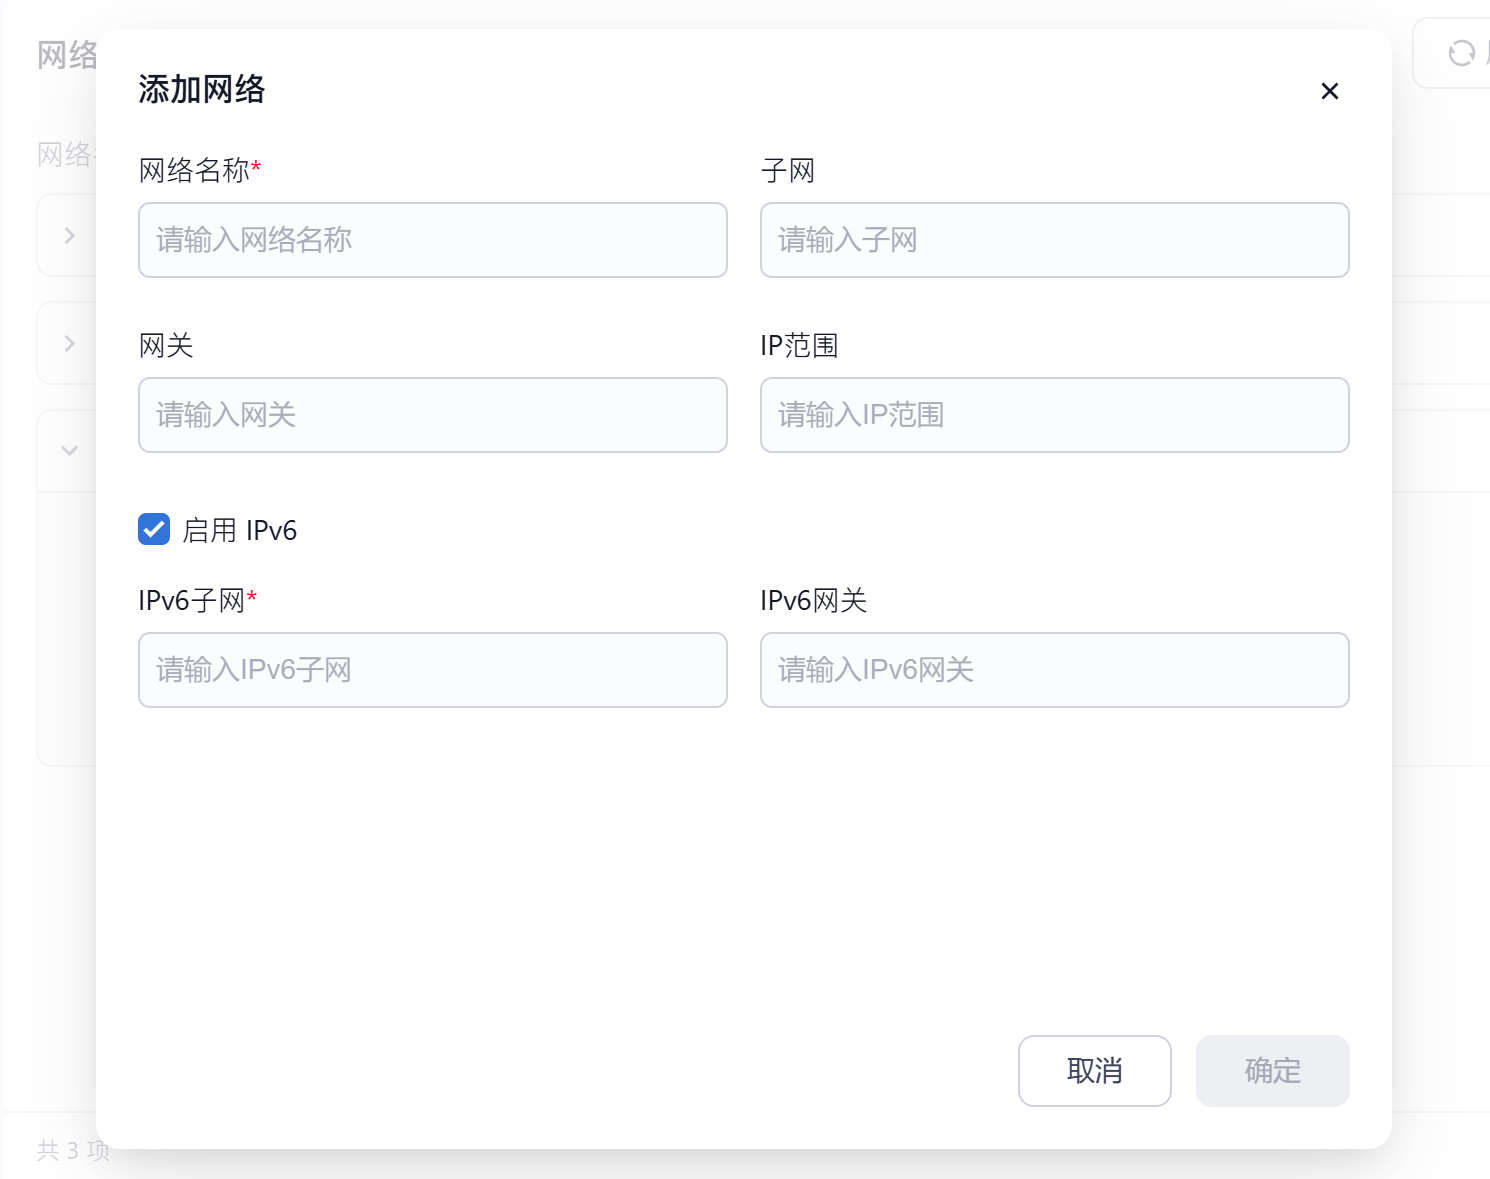 网络
添加网络
网络
网络名称*
子网
请输入网络名称
请输入子网
网关
IP范围
请输入网关
请输入IP范围
启用 IPv6
IPv6子网*
IPv6网关
请输入IPv6子网
请输入IPv6网关
取消
确定
共 3 项